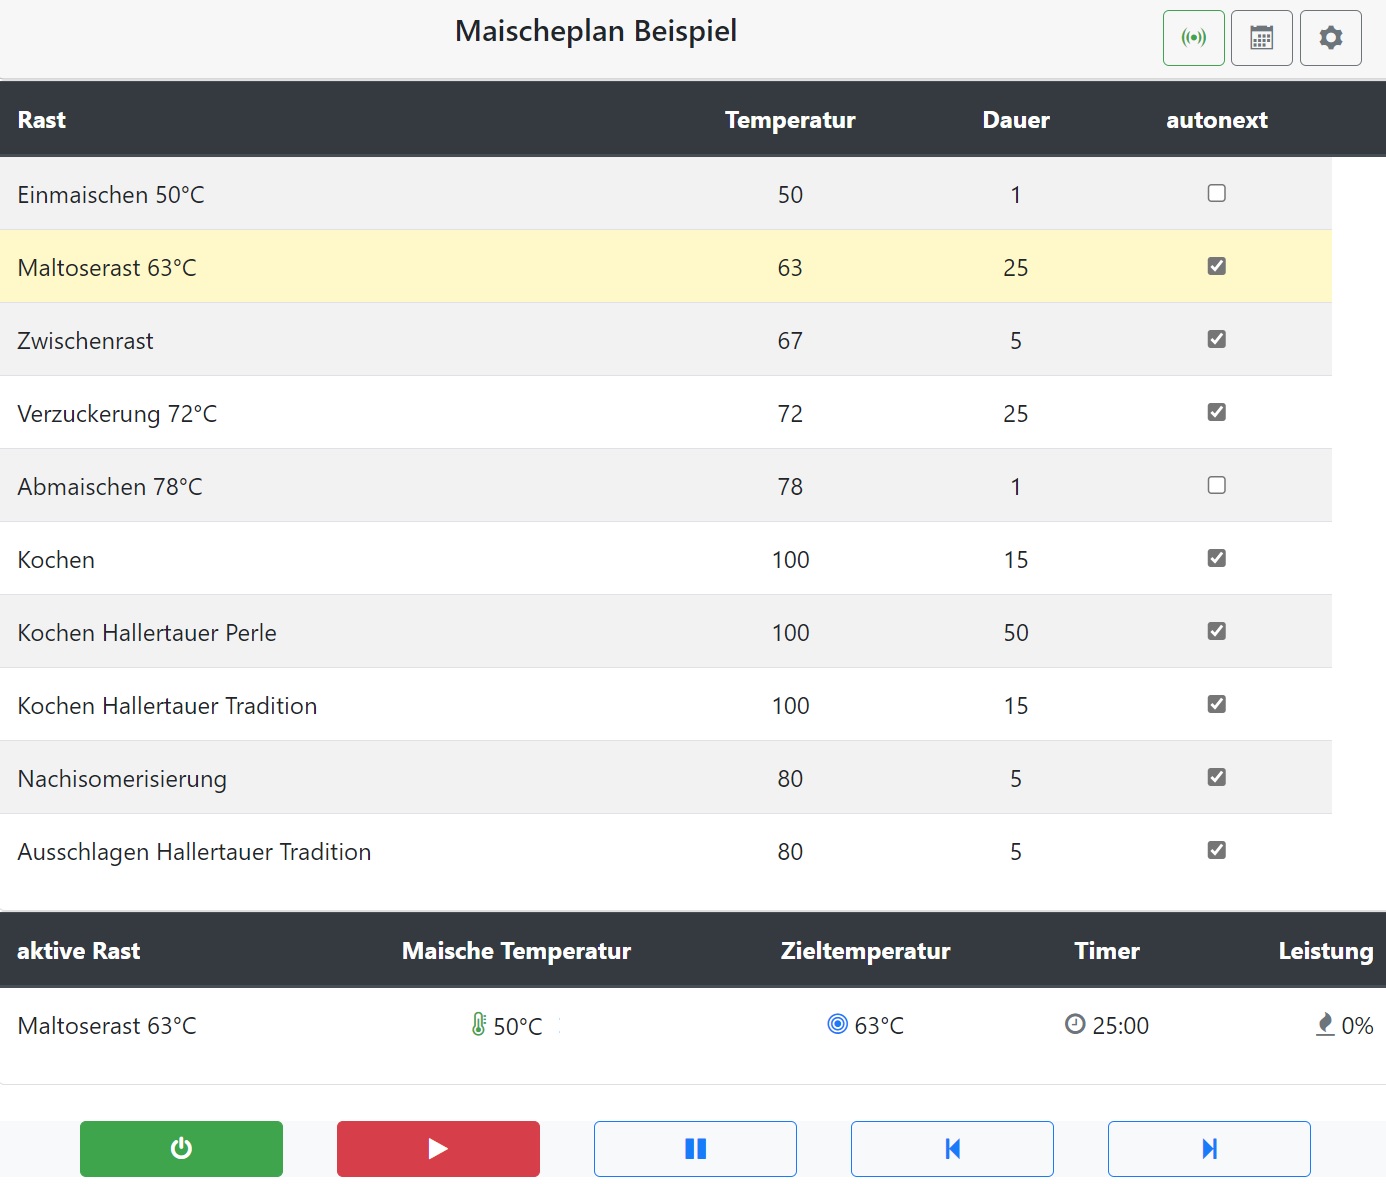 Maischeplan Beispiel
Rast Temperatur Dauer autonext
Einmaischen 50°C 50 1
Maltoserast 63°C 63 25
Zwischenrast 67 5
Verzuckerung 72°C 72 25
Abmaischen 78°C 78 1
Kochen 100 15
Kochen Hallertauer Perle 100 50
Kochen Hallertauer Tradition 100 15
Nachisomerisierung 80 5
Ausschlagen Hallertauer Tradition 80 5
aktive Rast Maische Temperatur Zieltemperatur Timer Leistung
Maltoserast 63°C 50°C 63°C 25:00 0%